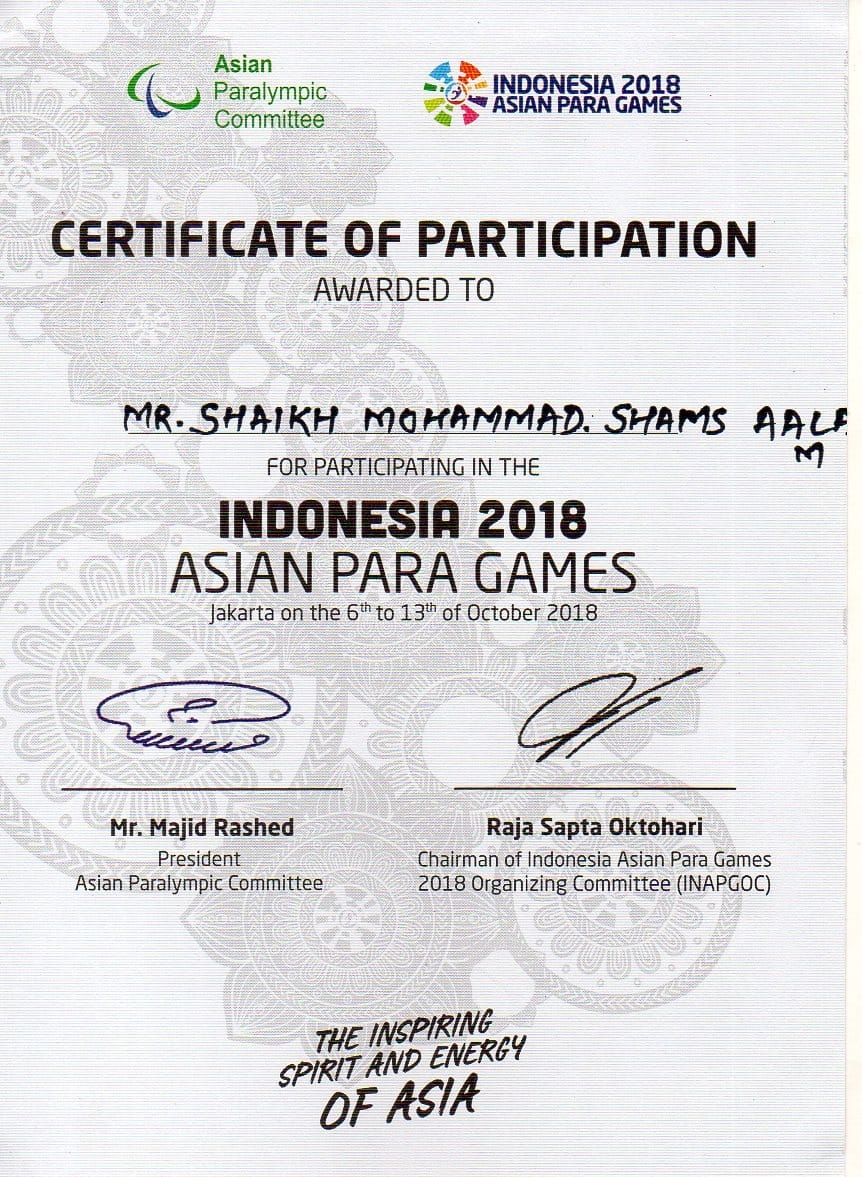 Asian
Paralympic
Committee
INDONESIA 2018
ASIAN PARA GAMES
CERTIFICATE OF PARTICIPATION
AWARDED TO
MR. SHAIKH MOHAMMAD. SHAMS AALA
M
FOR PARTICIPATING IN THE
INDONESIA 2018
ASIAN PARA GAMES
Jakarta on the 6th to 13th of October 2018
Mr. Majid Rashed
President
Asian Paralympic Committee
Raja Sapta Oktohari
Chairman of Indonesia Asian Para Games
2018 Organizing Committee (INAPGOC)
THE INSPIRING
SPIRIT AND ENERGY
OF ASIA